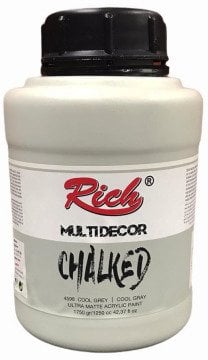 Rich®
MULTIDECOR
CHALKED
4598 COOL GREY | COOL GRAY
ULTRA MATTE ACRYLIC PAINT
1750 gr/1250 cc 42,37 fl oz